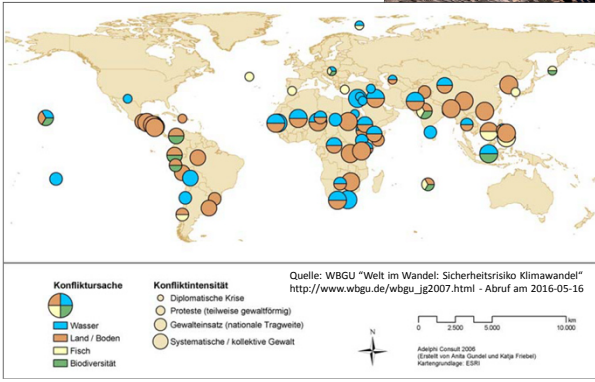 Quelle: WBGU “Welt im Wandel: Sicherheitsrisiko Klimawandel“
http://www.wbgu.de/wbgu_jg2007.html - Abruf am 2016-05-16
Konfliktursache
Wasser
Land / Boden
Fisch
Biodiversität
Konfliktintensität
Diplomatische Krise
Proteste (teilweise gewaltförmig)
Gewalteinsatz (nationale Tragweite)
Systematische / kollektive Gewalt
N
0 2.500 5.000 10.000
km
Adelphi Consult 2006
(Erstellt von Anita Gundel und Katja Friebel)
Kartengrundlage: ESRI